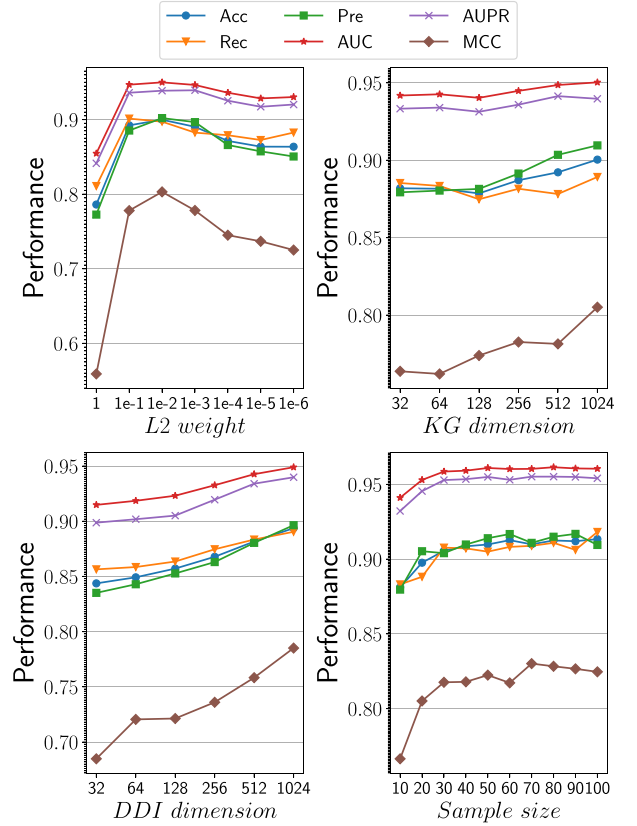 Acc Pre AUPR
Rec AUC MCC
Performance
0.9
0.8
0.7
0.6
1 1e-1 1e-2 1e-3 1e-4 1e-5 1e-6
L2 weight
Performance
0.95
0.90
0.85
0.80
32 64 128 256 512 1024
KG dimension
Performance
0.95
0.90
0.85
0.80
0.75
0.70
32 64 128 256 512 1024
DDI dimension
Performance
0.95
0.90
0.85
0.80
10 20 30 40 50 60 70 80 90 100
Sample size